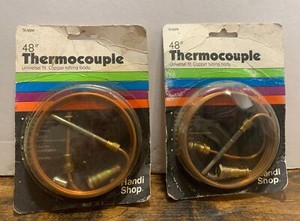 48"
Thermocouple
Universal fit. Copper tubing body.
Handi
Shop.
48"
Thermocouple
Universal fit. Copper tubing body.
Handi
Shop.